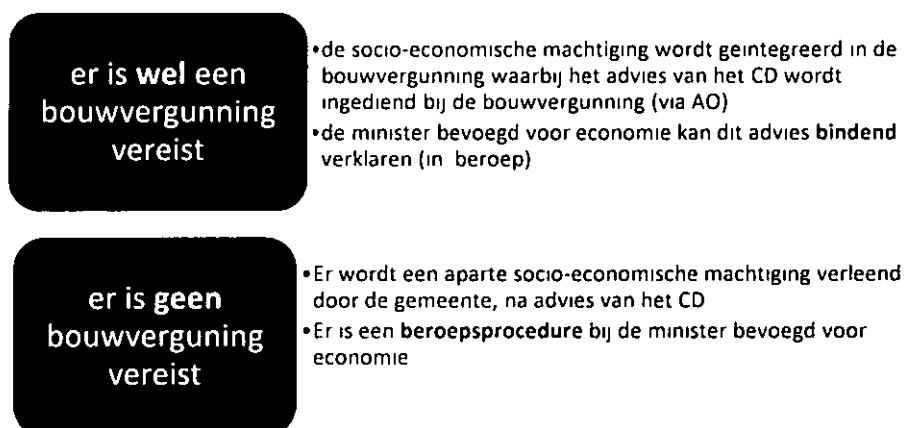 er is wel een
bouwvergunning
vereist
•de socio-economische machtiging wordt geintegreerd in de
bouwvergunning waarbij het advies van het CD wordt
ingediend bij de bouwvergunning (via AO)
•de minister bevoegd voor economie kan dit advies bindend
verklaren (in beroep)
er is geen
bouwverguning
vereist
•Er wordt een aparte socio-economische machtiging verleend
door de gemeente, na advies van het CD
•Er is een beroepsprocedure bij de minister bevoegd voor
economie